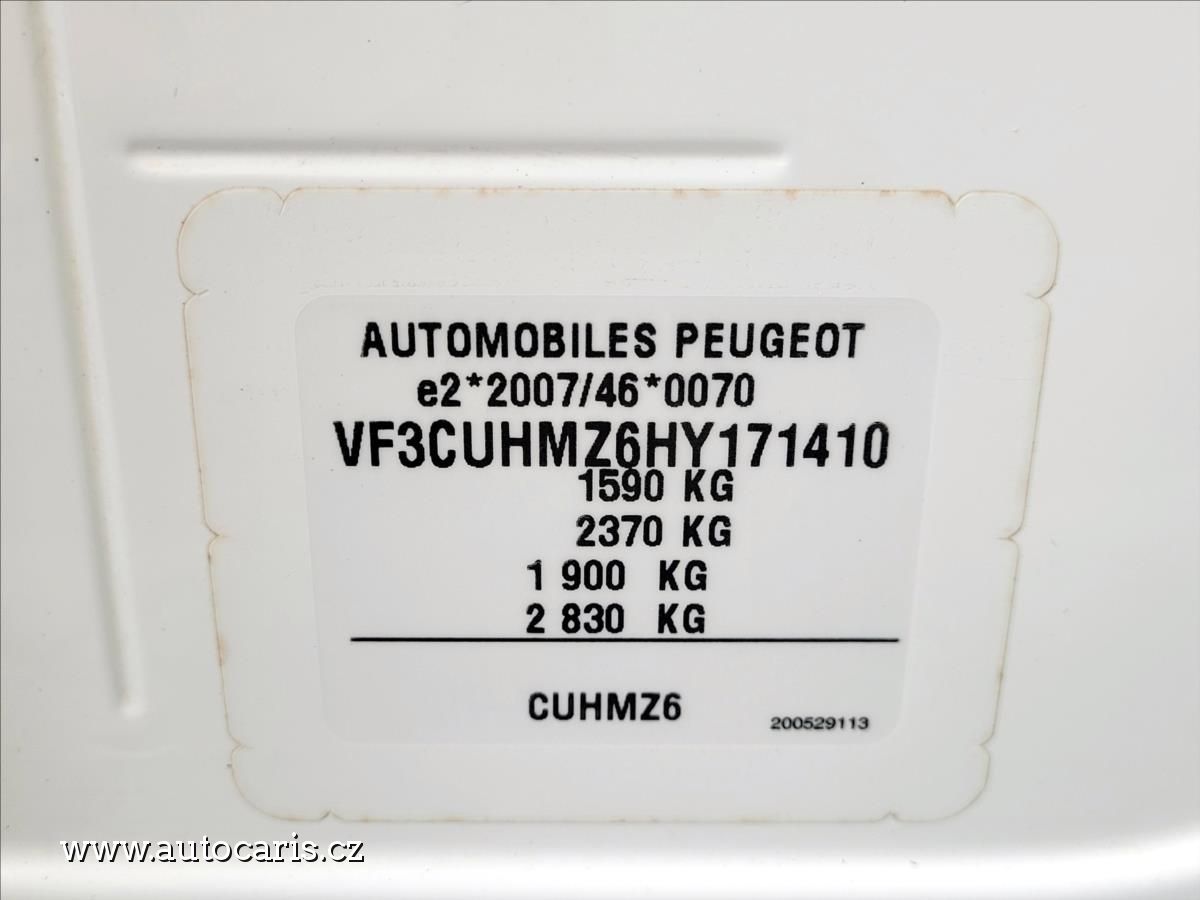 AUTOMOBILES PEUGEOT
e2*2007/46*0070
VF3CUHMZ6HY171410
1590 KG
2370 KG
1 900 KG
2 830 KG
CUHMZ6
200529113
www.autocaris.cz